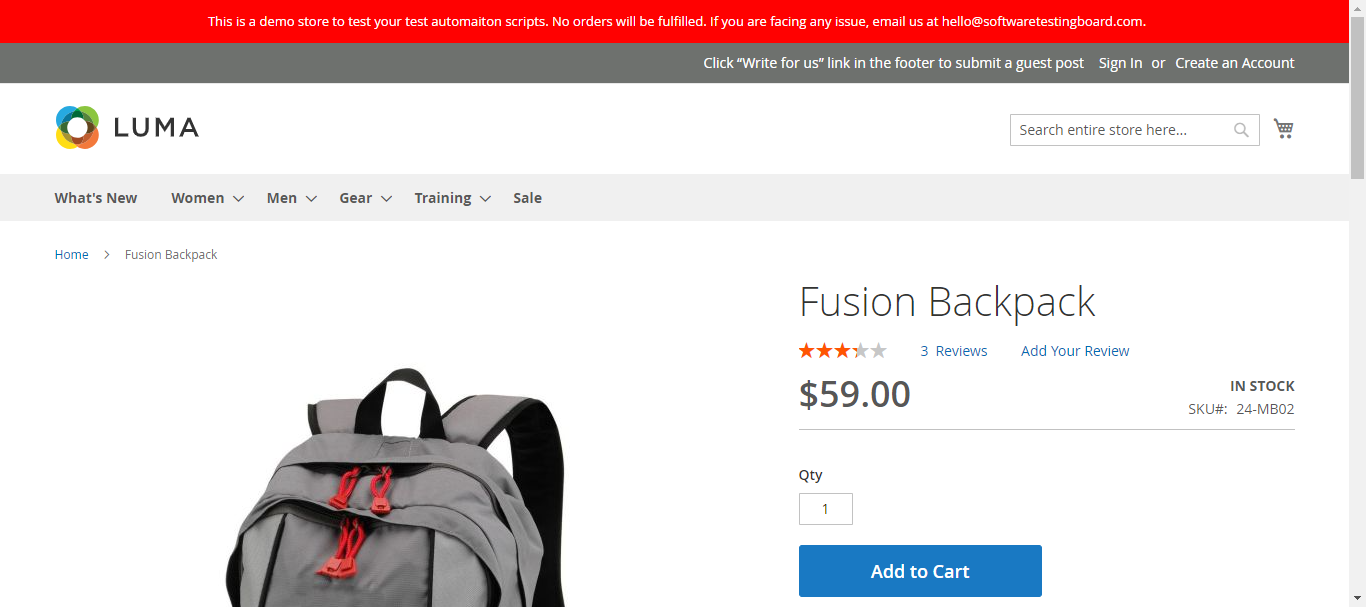 This is a demo store to test your test automaiton scripts. No orders will be fulfilled. If you are facing any issue, email us at hello@softwaretestingboard.com.
Click “Write for us” link in the footer to submit a guest post Sign In or Create an Account
LUMA
Search entire store here...
What's New Women Men Gear Training Sale
Home Fusion Backpack
Fusion Backpack
3 Reviews Add Your Review
$59.00
IN STOCK
SKU#: 24-MB02
Qty
1
Add to Cart